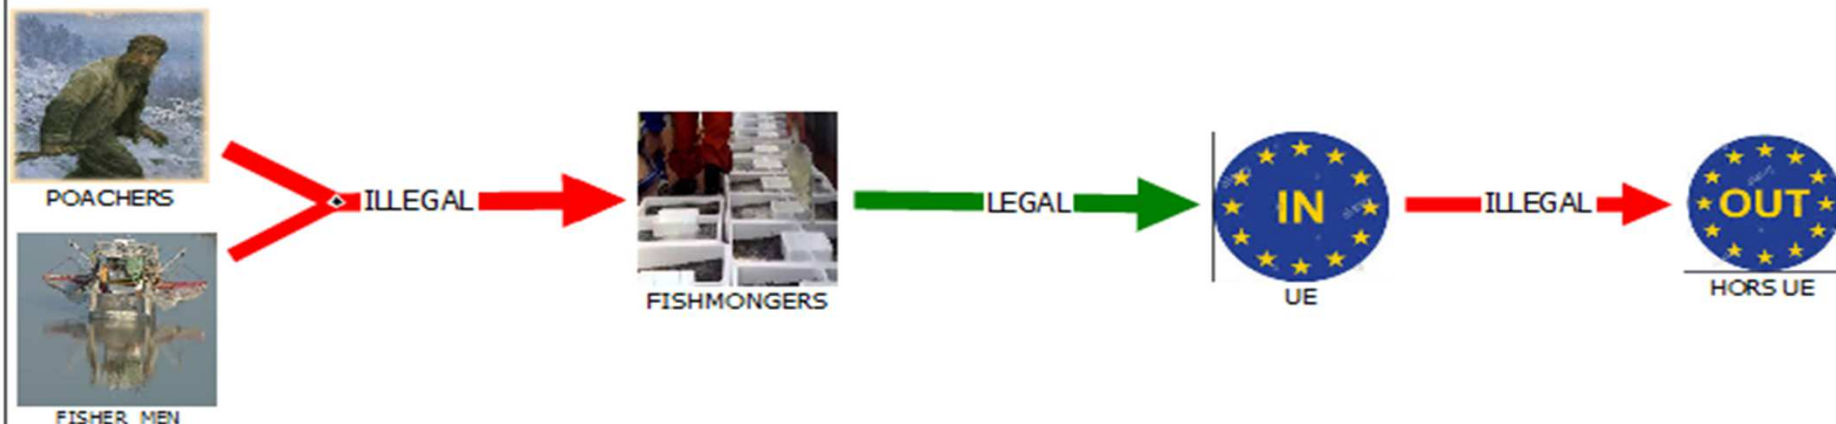 POACHERS
FISHER MEN
ILLEGAL
FISHMONGERS
LEGAL
IN
UE
ILLEGAL
OUT
HORS UE